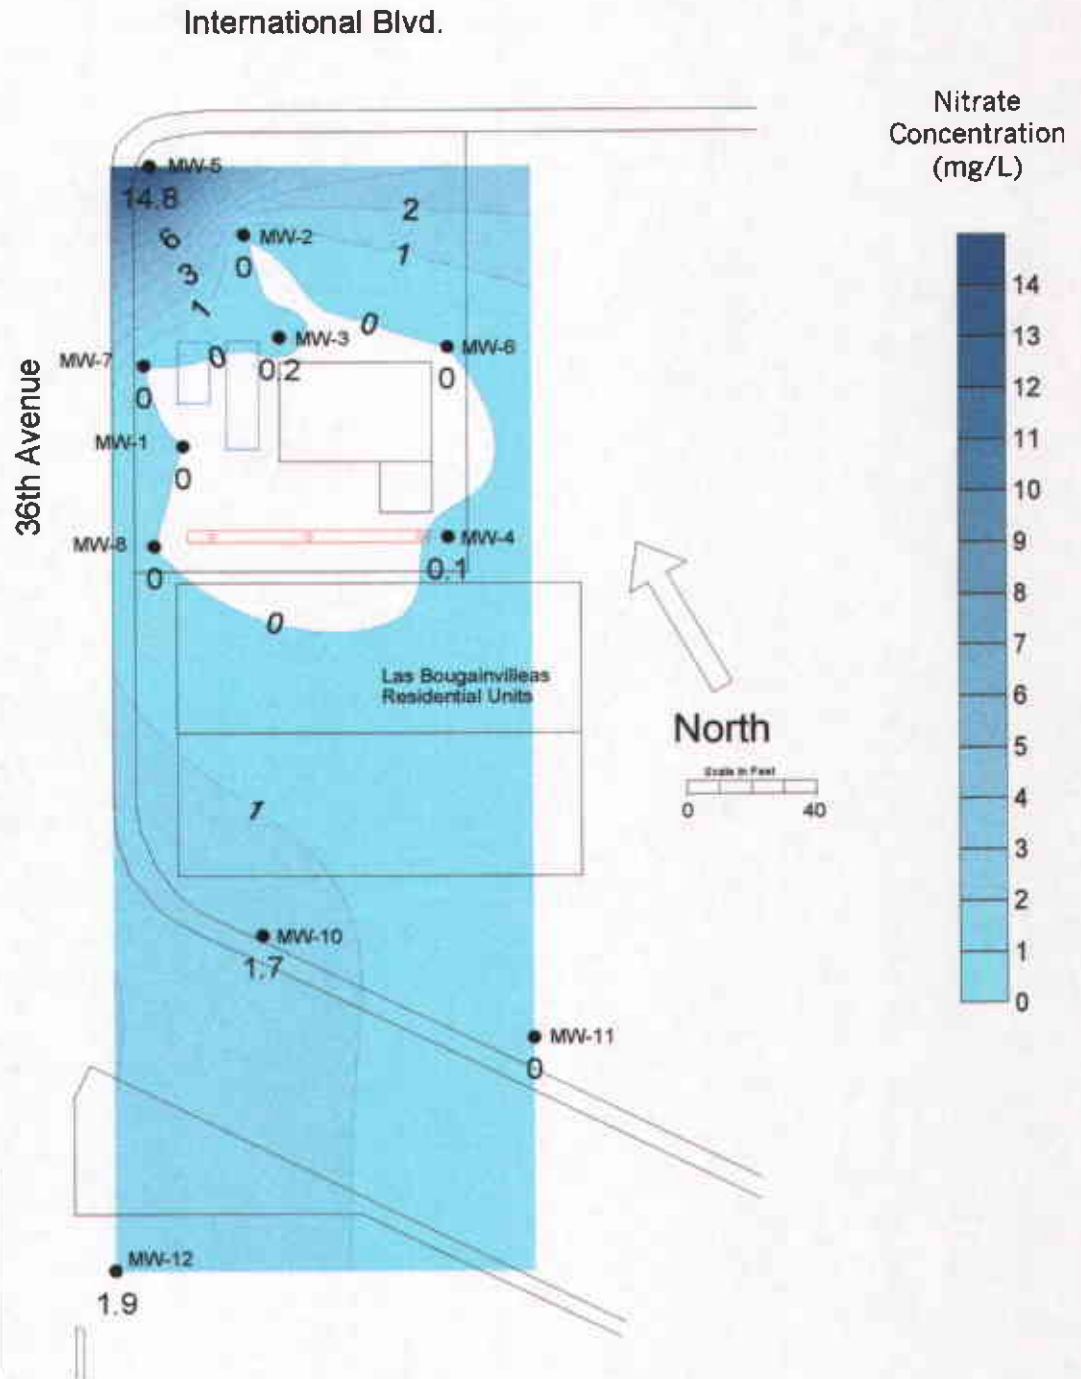 International Blvd.
Nitrate
Concentration
(mg/L)
MW-5
14.8
2
6
MW-2
1
0
3
1
0
MW-3
MW-6
MW-7
0
0.2
0
0
MW-1
0
36th Avenue
MW-8
MW-4
0
0.1
0
Las Bougainvilleas
Residential Units
North
Scale in Feet
0
40
1
MW-10
1.7
MW-11
0
MW-12
1.9
14
13
12
11
10
9
8
7
6
5
4
3
2
1
0